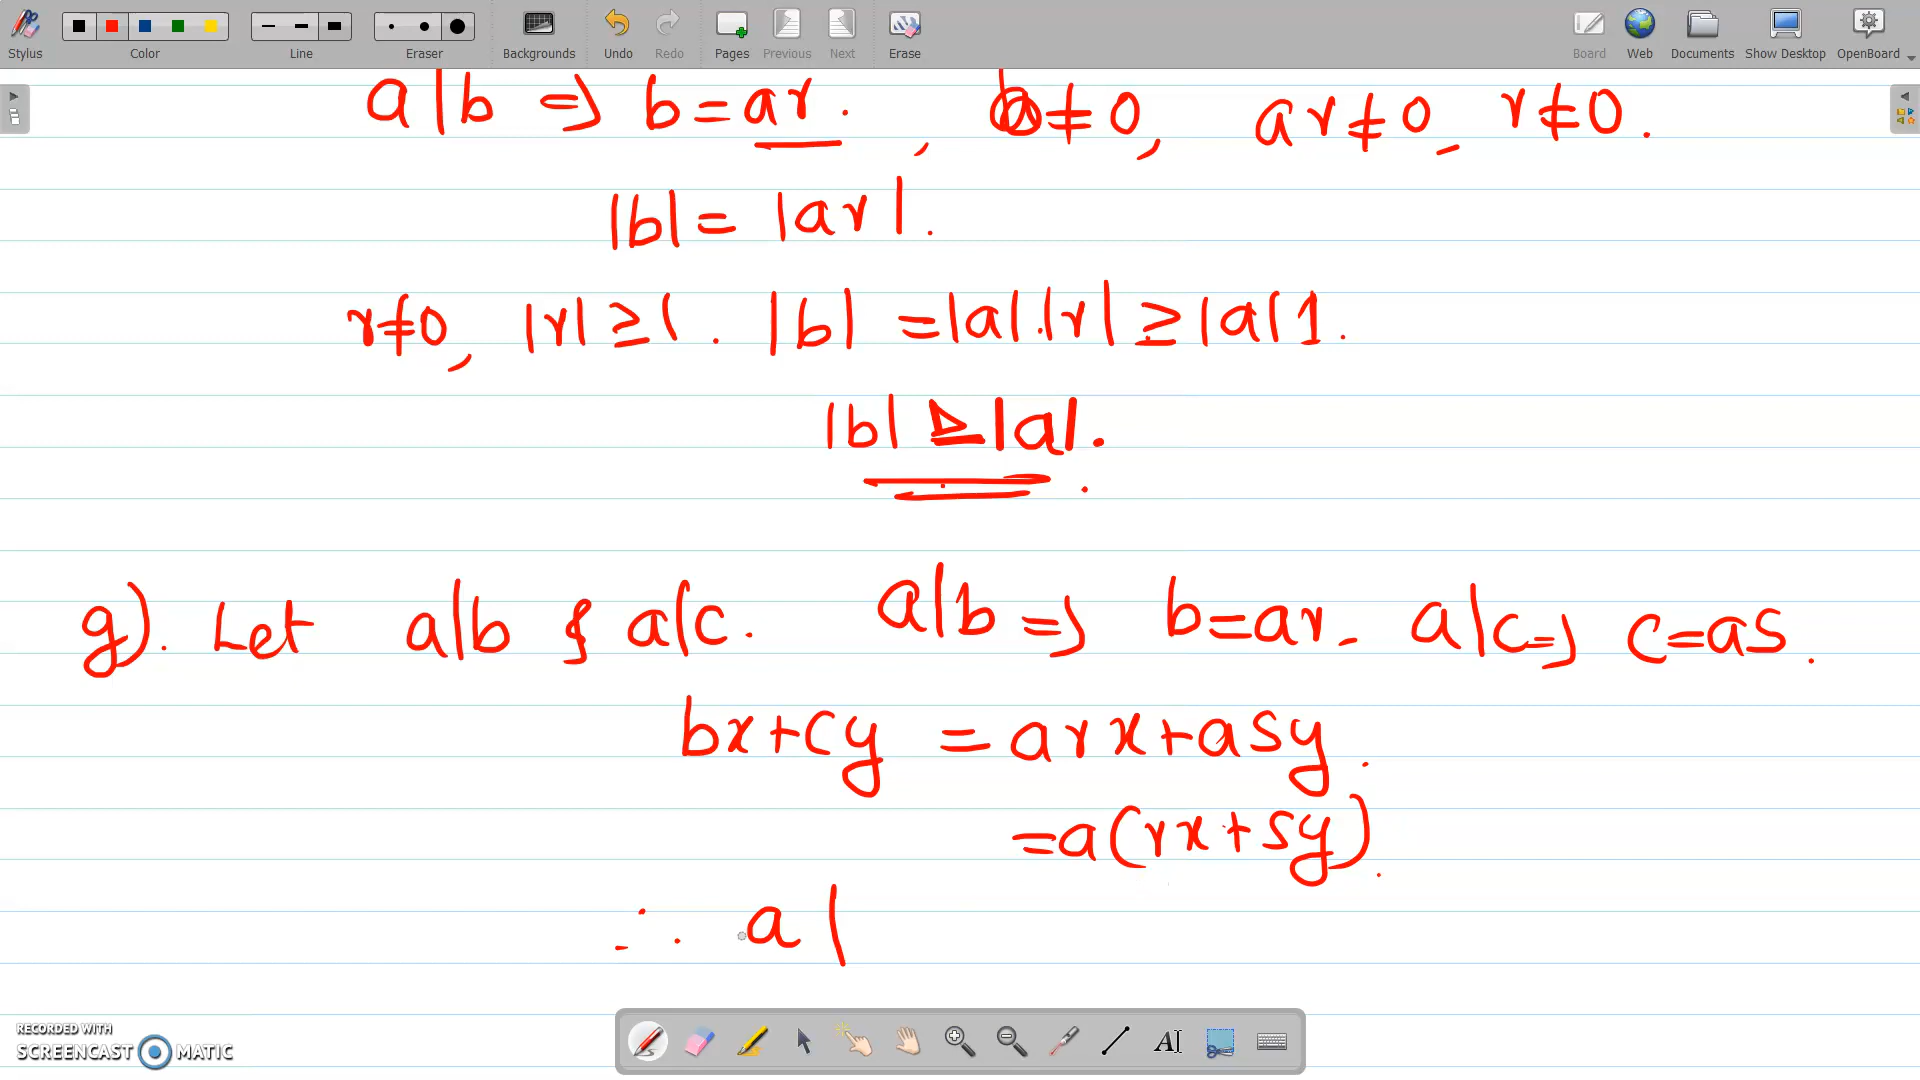 Stylus Color Line Eraser Backgrounds Undo Redo Pages Previous Next Erase Board Web Documents Show Desktop OpenBoard
a|b ⇒ b=ar. , b≠0, ar≠0, r≠0.
|b| = |ar|.
r≠0, |r| ≥ 1. |b| = |a|.|r| ≥ |a| 1.
|b| ≥ |a|.
g). Let a|b & a|c. a|b ⇒ b=ar. a|c ⇒ c=as.
bx+cy = arx+asy.
=a(rx+sy).
∴ a |
RECORDED WITH
SCREENCAST MATIC